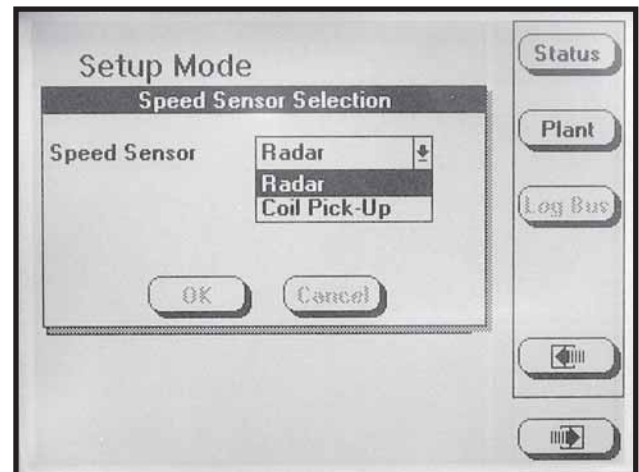 Setup Mode
Speed Sensor Selection
Speed Sensor
Radar
Radar
Coil Pick-Up
OK
Cancel
Status
Plant
Log Bus